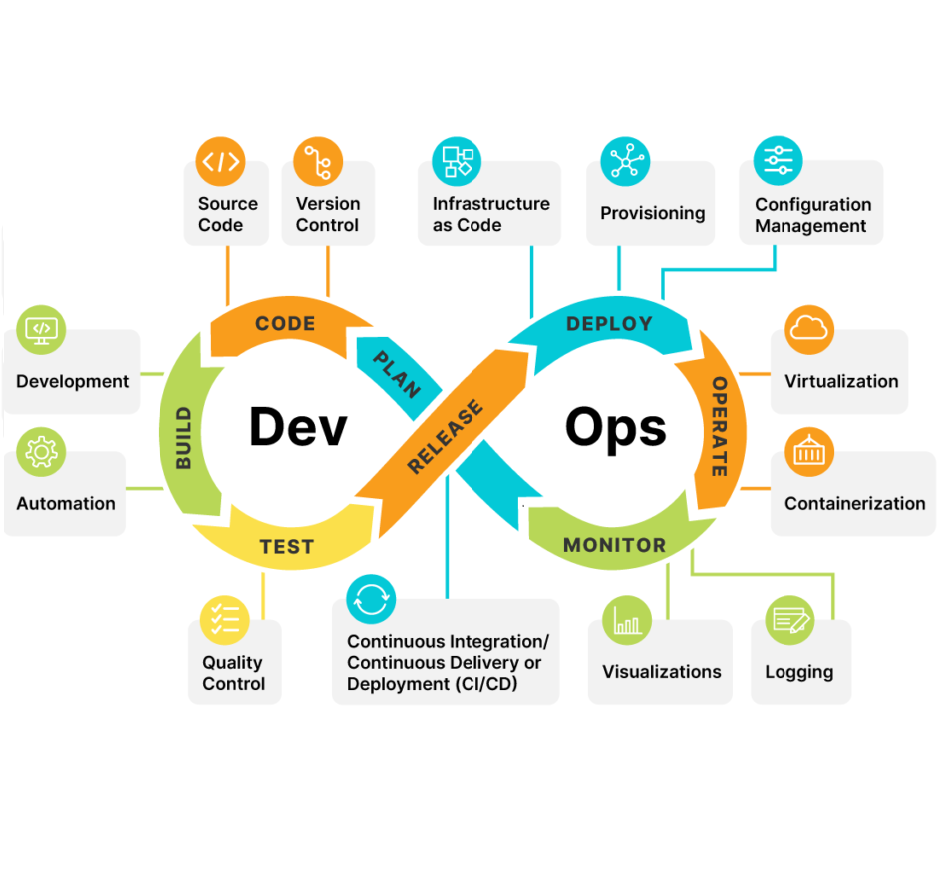 Source
Code
Version
Control
Infrastructure
as Code
Provisioning
Configuration
Management
Development
Automation
CODE
PLAN
BUILD
Dev
TEST
RELEASE
DEPLOY
OPERATE
Ops
MONITOR
Virtualization
Containerization
Quality
Control
Continuous Integration/
Continuous Delivery or
Deployment (CI/CD)
Visualizations
Logging